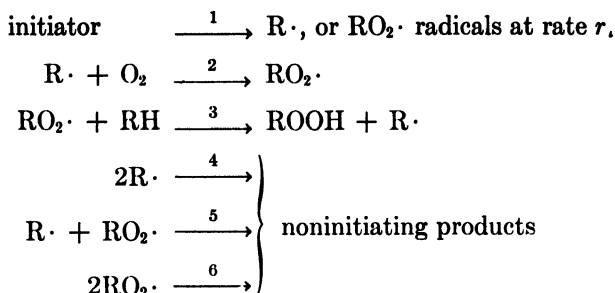 initiator 1⟶ R·, or RO₂· radicals at rate r.
R· + O₂ 2⟶ RO₂·
RO₂· + RH 3⟶ ROOH + R·
2R· 4⟶
R· + RO₂· 5⟶ } noninitiating products
2RO₂· 6⟶